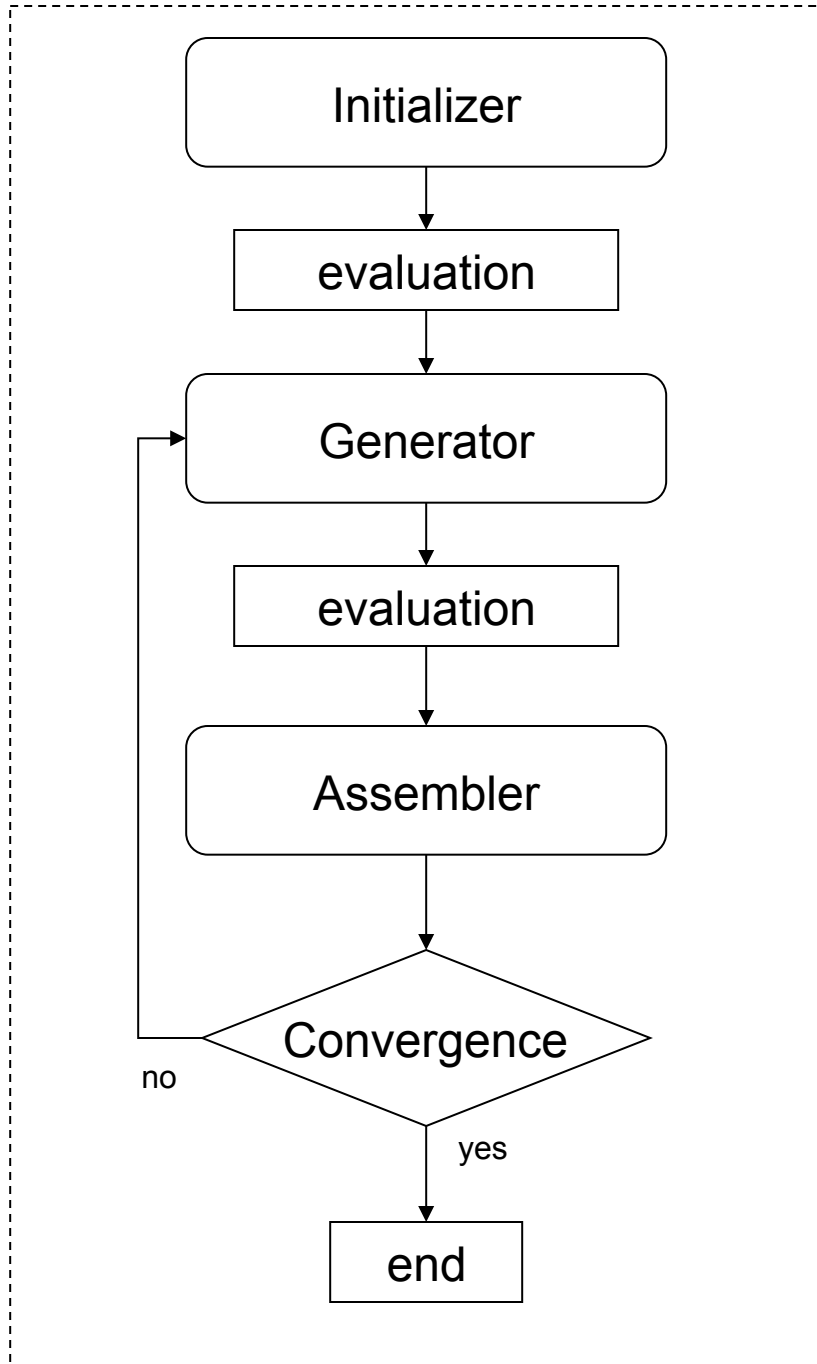 Initializer
evaluation
Generator
evaluation
Assembler
Convergence
no
yes
end